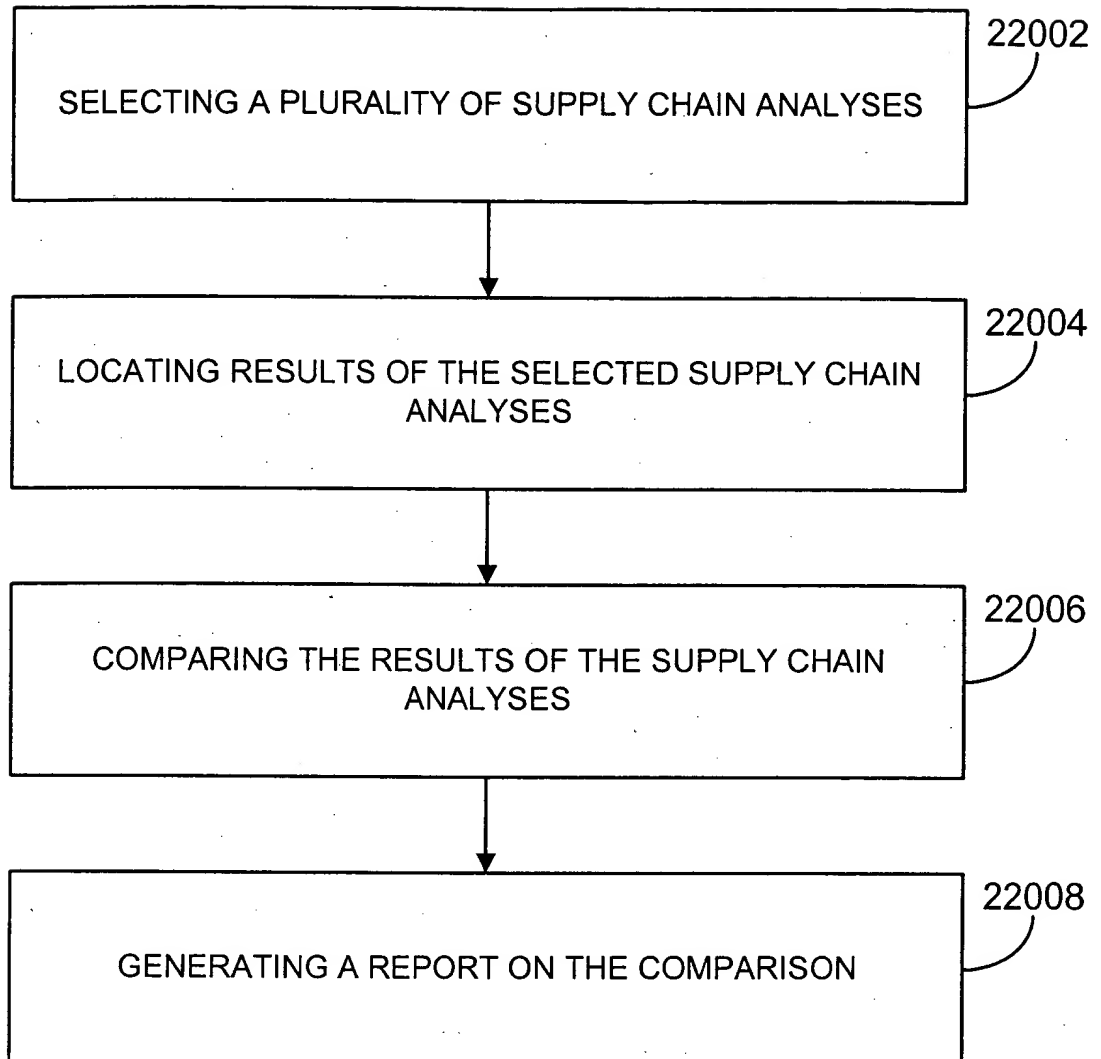 22002
SELECTING A PLURALITY OF SUPPLY CHAIN ANALYSES
22004
LOCATING RESULTS OF THE SELECTED SUPPLY CHAIN
ANALYSES
22006
COMPARING THE RESULTS OF THE SUPPLY CHAIN
ANALYSES
22008
GENERATING A REPORT ON THE COMPARISON